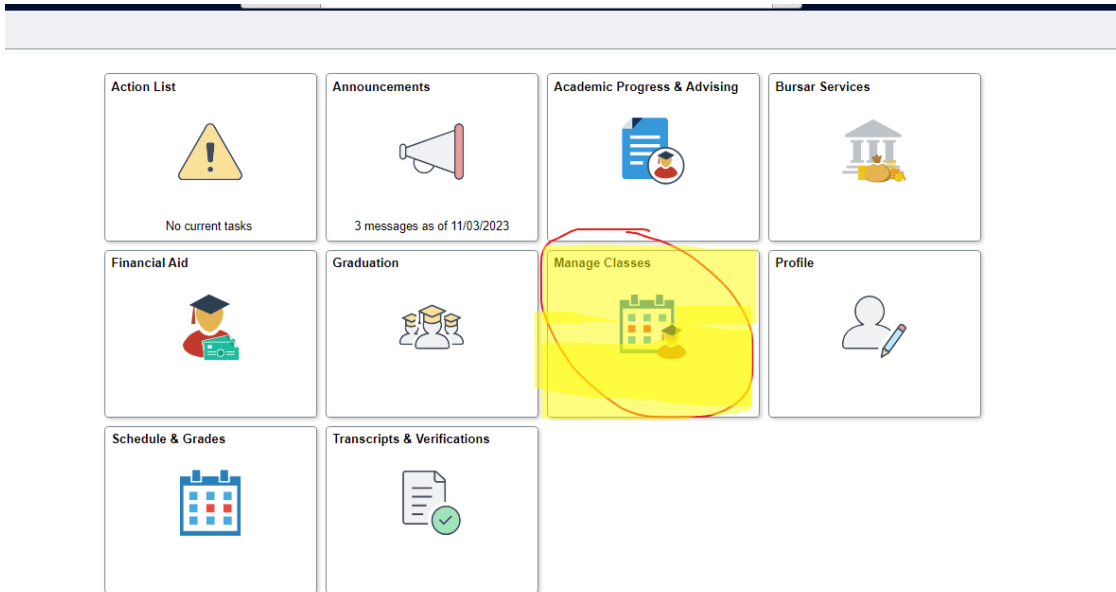 Action List
Announcements
Academic Progress & Advising
Bursar Services
No current tasks
3 messages as of 11/03/2023
Financial Aid
Graduation
Manage Classes
Profile
Schedule & Grades
Transcripts & Verifications